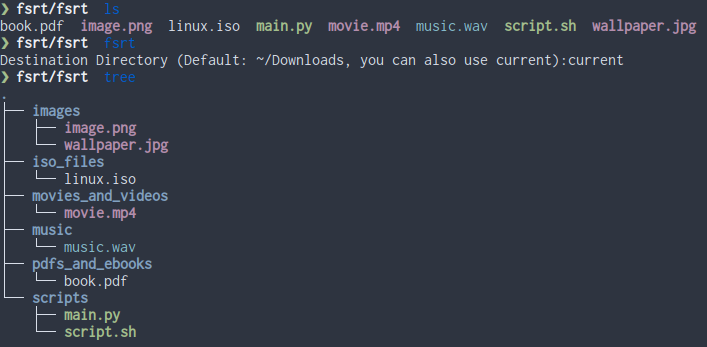 ❯ fsrt/fsrt ls
book.pdf image.png linux.iso main.py movie.mp4 music.wav script.sh wallpaper.jpg
❯ fsrt/fsrt fsrt
Destination Directory (Default: ~/Downloads, you can also use current):current
❯ fsrt/fsrt tree
.
├── images
│   ├── image.png
│   └── wallpaper.jpg
├── iso_files
│   └── linux.iso
├── movies_and_videos
│   └── movie.mp4
├── music
│   └── music.wav
├── pdfs_and_ebooks
│   └── book.pdf
└── scripts
    ├── main.py
    └── script.sh